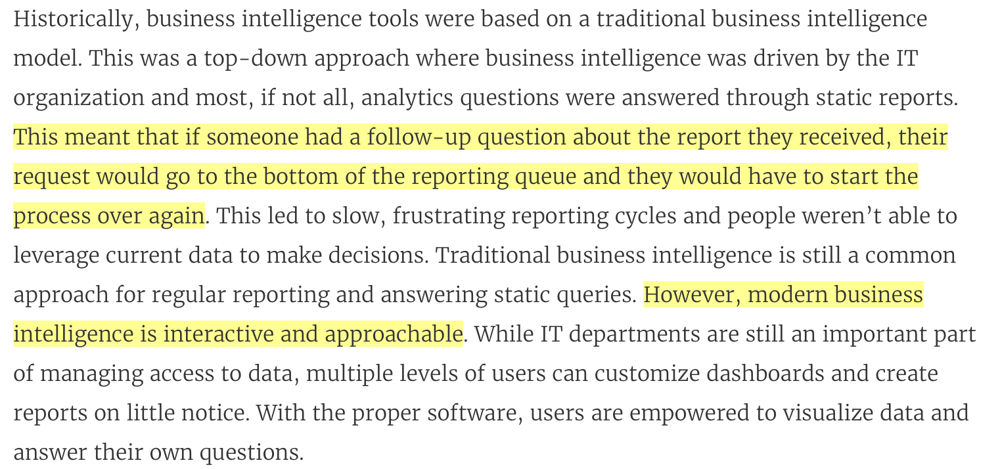 Historically, business intelligence tools were based on a traditional business intelligence
model. This was a top-down approach where business intelligence was driven by the IT
organization and most, if not all, analytics questions were answered through static reports.
This meant that if someone had a follow-up question about the report they received, their
request would go to the bottom of the reporting queue and they would have to start the
process over again. This led to slow, frustrating reporting cycles and people weren’t able to
leverage current data to make decisions. Traditional business intelligence is still a common
approach for regular reporting and answering static queries. However, modern business
intelligence is interactive and approachable. While IT departments are still an important part
of managing access to data, multiple levels of users can customize dashboards and create
reports on little notice. With the proper software, users are empowered to visualize data and
answer their own questions.